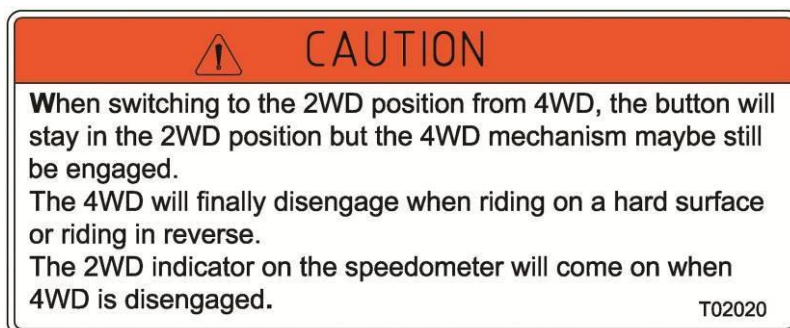 CAUTION
When switching to the 2WD position from 4WD, the button will
stay in the 2WD position but the 4WD mechanism maybe still
be engaged.
The 4WD will finally disengage when riding on a hard surface
or riding in reverse.
The 2WD indicator on the speedometer will come on when
4WD is disengaged.
T02020